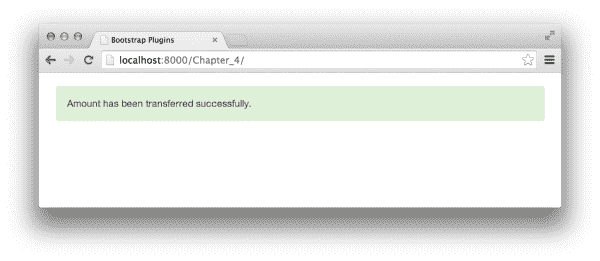 Bootstrap Plugins
localhost:8000/Chapter_4/
Amount has been transferred successfully.